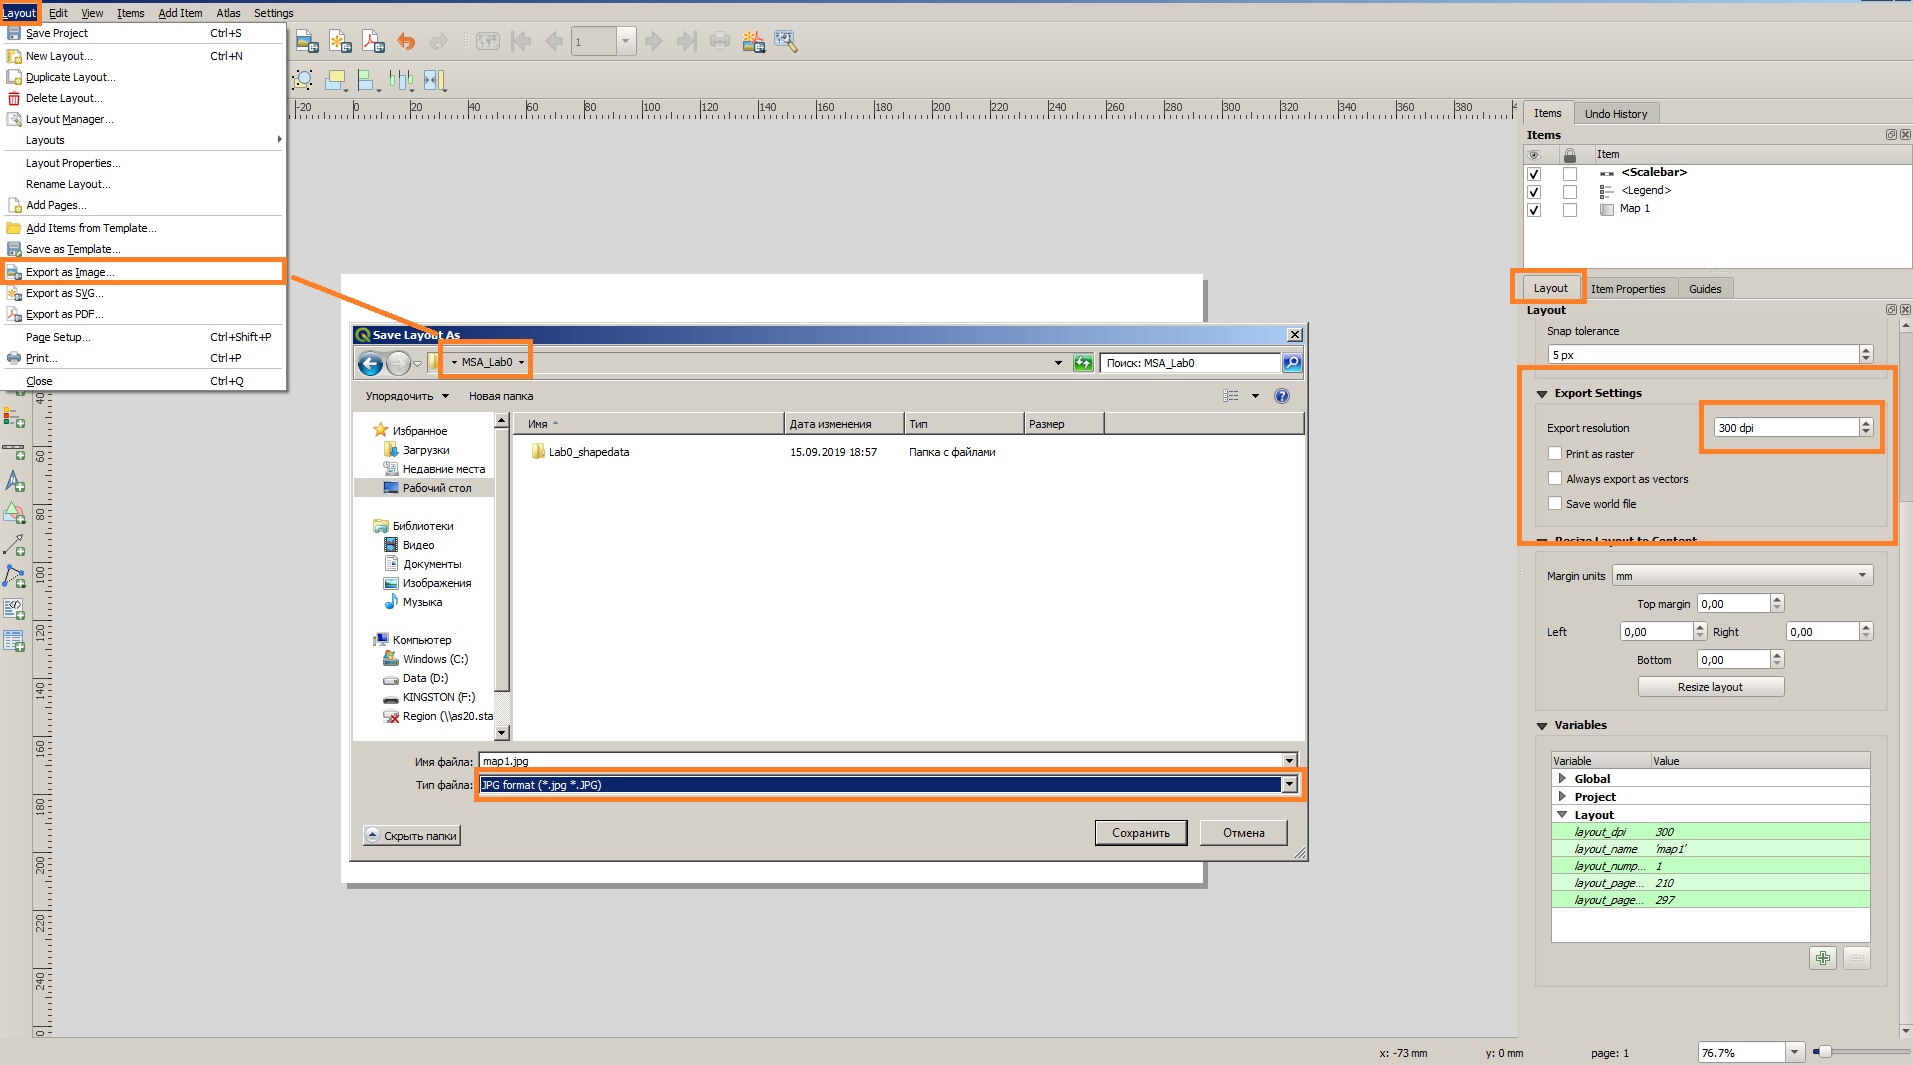 Layout Edit View Items Add Item Atlas Settings
Save Project Ctrl+S
New Layout... Ctrl+N
Duplicate Layout...
Delete Layout...
Layout Manager...
Layouts
Layout Properties...
Rename Layout...
Add Pages...
Add Items from Template...
Save as Template...
Export as Image...
Export as SVG...
Export as PDF...
Page Setup... Ctrl+Shift+P
Print... Ctrl+P
Close Ctrl+Q
1
-20 0 20 40 60 80 100 120 140 160 180 200 220 240 260 280 300 320 340 360 380
40
60
80
100
120
140
160
180
200
220
240
0
Save Layout As
MSA_Lab0
Поиск: MSA_Lab0
Упорядочить Новая папка
Имя Дата изменения Тип Размер
Lab0_shapedata 15.09.2019 18:57 Папка с файлами
Избранное
Загрузки
Недавние места
Рабочий стол
Библиотеки
Видео
Документы
Изображения
Музыка
Компьютер
Windows (C:)
Data (D:)
KINGSTON (F:)
Region (\\as20.sta
Имя файла: map1.jpg
Тип файла: JPG format (*.jpg *.JPG)
Скрыть папки
Сохранить Отмена
Items Undo History
Items
Item
<Scalebar>
<Legend>
Map 1
Layout Item Properties Guides
Layout
Snap tolerance
5 px
Export Settings
Export resolution 300 dpi
Print as raster
Always export as vectors
Save world file
Resize Layout to Content
Margin units mm
Top margin 0,00
Left 0,00 Right 0,00
Bottom 0,00
Resize layout
Variables
Variable Value
Global
Project
Layout
layout_dpi 300
layout_name 'map1'
layout_nump... 1
layout_page... 210
layout_page... 297
x: -73 mm y: 0 mm page: 1 76.7%